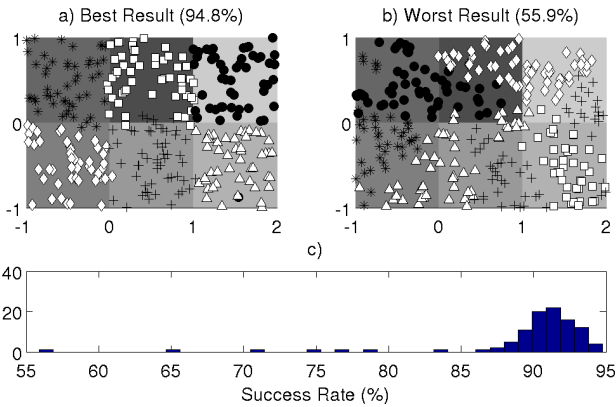 a) Best Result (94.8%)
b) Worst Result (55.9%)
1
0
-1
-1 0 1 2
1
0
-1
-1 0 1 2
c)
40
20
0
55 60 65 70 75 80 85 90 95
Success Rate (%)